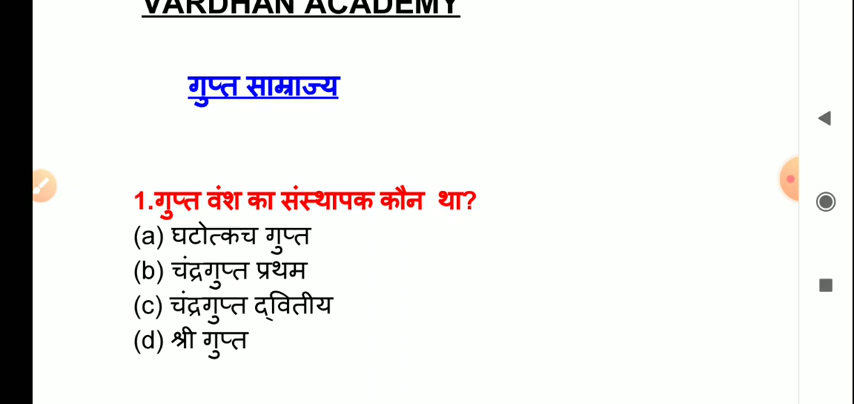 VARDHAN ACADEMY
गुप्त साम्राज्य
1.गुप्त वंश का संस्थापक कौन था?
(a) घटोत्कच गुप्त
(b) चंद्रगुप्त प्रथम
(c) चंद्रगुप्त द्वितीय
(d) श्री गुप्त